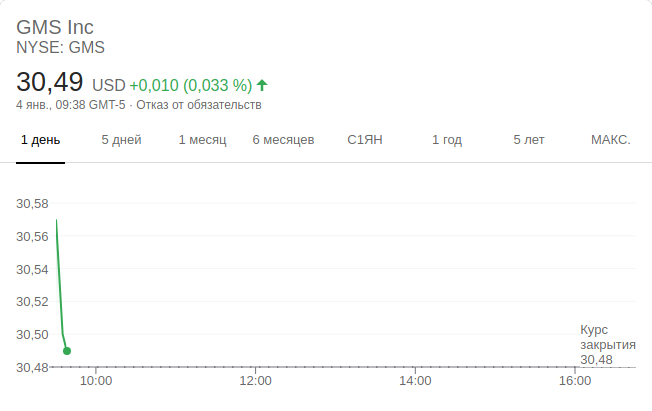 GMS Inc
NYSE: GMS
30,49 USD +0,010 (0,033 %)
4 янв., 09:38 GMT-5 · Отказ от обязательств
1 день 5 дней 1 месяц 6 месяцев С1ЯН 1 год 5 лет МАКС.
30,58
30,56
30,54
30,52
30,50
30,48
Курс
закрытия
30,48
10:00 12:00 14:00 16:00